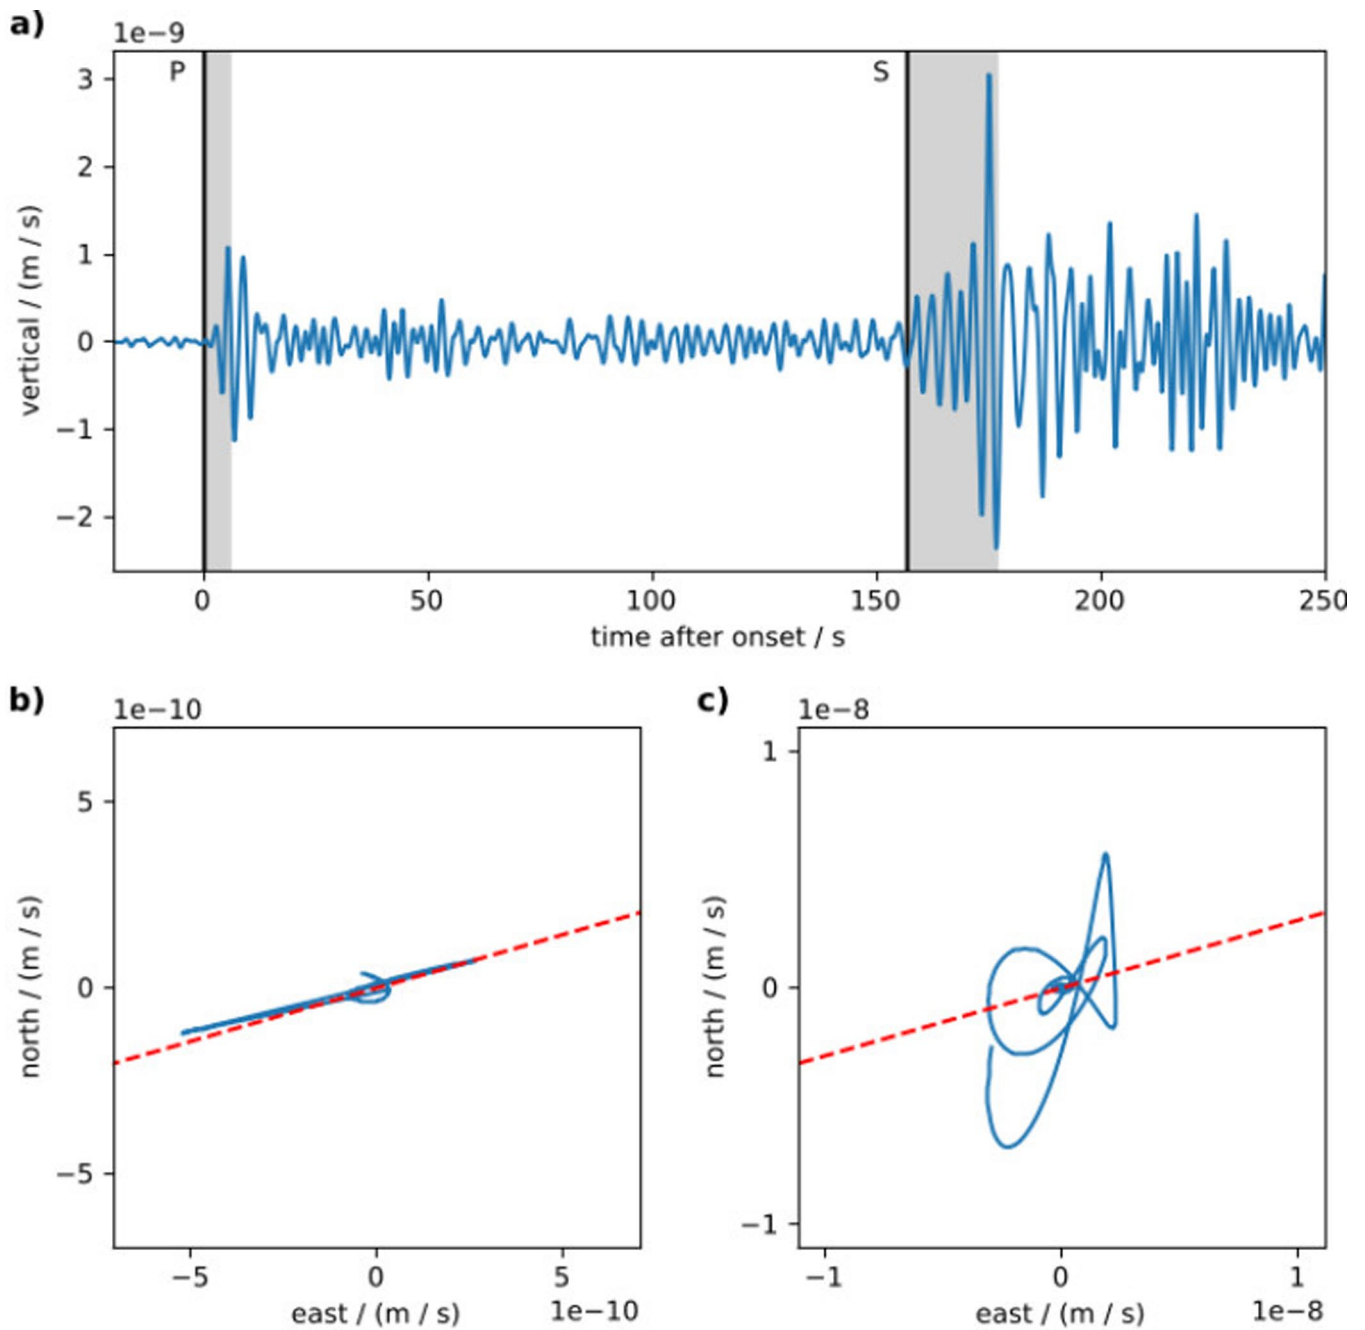 a)
1e−9
P
S
3
2
1
0
−1
−2
vertical / (m / s)
0 50 100 150 200 250
time after onset / s
b)
1e−10
5
0
−5
north / (m / s)
−5 0 5
east / (m / s) 1e−10
c)
1e−8
1
0
−1
north / (m / s)
−1 0 1
east / (m / s) 1e−8